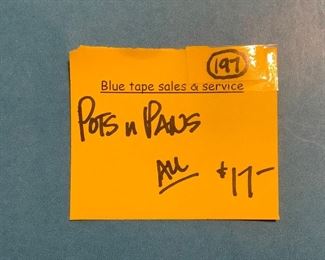 197
Blue tape sales & service
POTS n PANS
ALL $17-